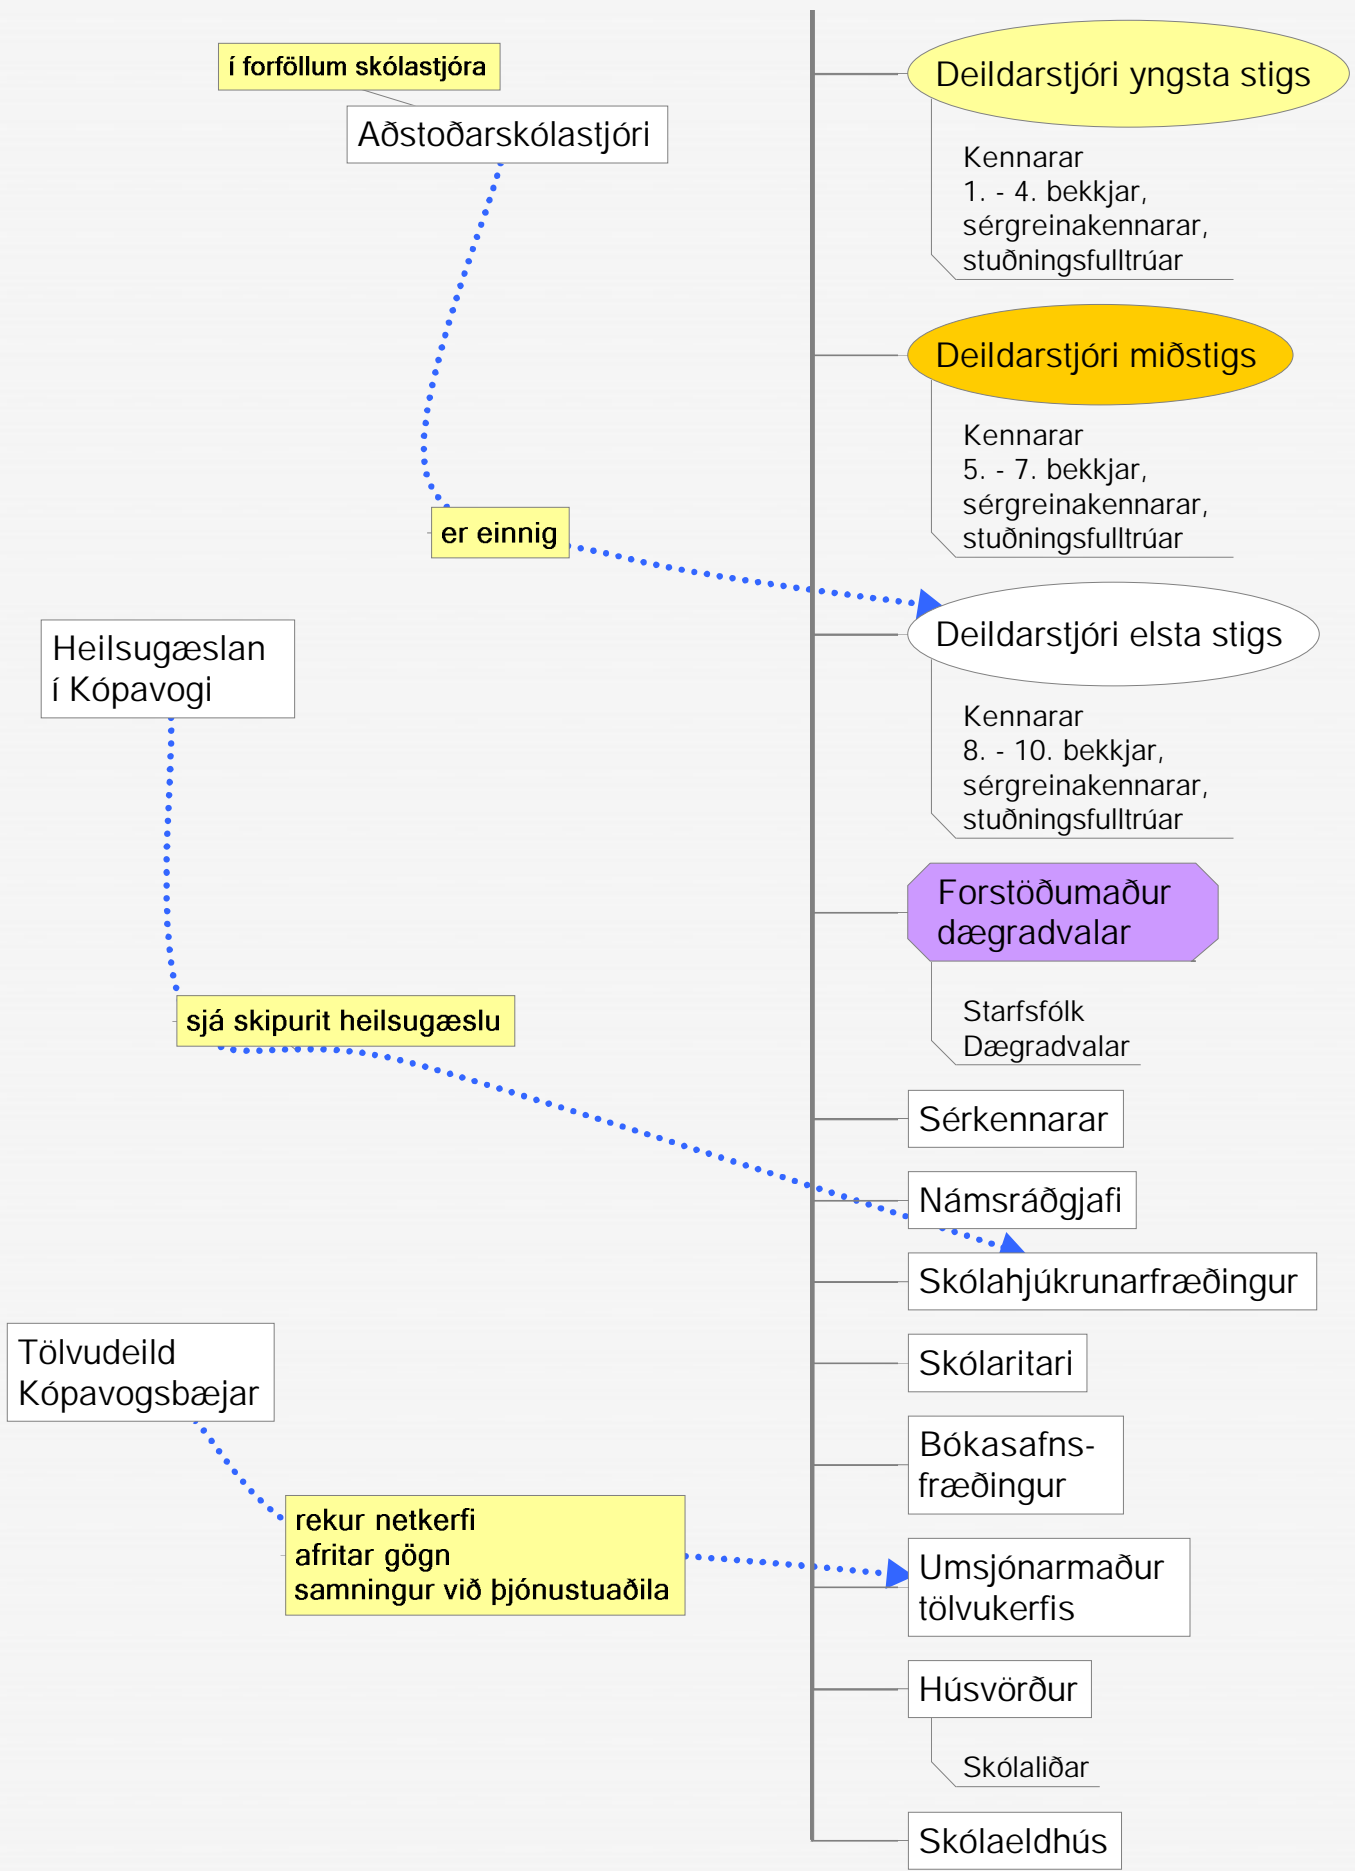 í forföllum skólastjóra
Aðstoðarskólastjóri
er einnig
Heilsugæslan
í Kópavogi
sjá skipurit heilsugæslu
Tölvudeild
Kópavogsbæjar
rekur netkerfi
afritar gögn
samningur við þjónustuaðila
Deildarstjóri yngsta stigs
Kennarar
1. - 4. bekkjar,
sérgreinakennarar,
stuðningsfulltrúar
Deildarstjóri miðstigs
Kennarar
5. - 7. bekkjar,
sérgreinakennarar,
stuðningsfulltrúar
Deildarstjóri elsta stigs
Kennarar
8. - 10. bekkjar,
sérgreinakennarar,
stuðningsfulltrúar
Forstöðumaður
dægradvalar
Starfsfólk
Dægradvalar
Sérkennarar
Námsráðgjafi
Skólahjúkrunarfræðingur
Skólaritari
Bókasafns-
fræðingur
Umsjónarmaður
tölvukerfis
Húsvörður
Skólaliðar
Skólaeldhús